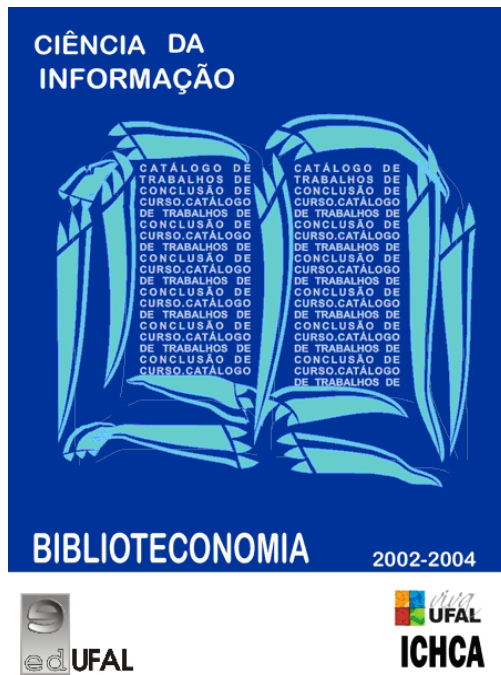 CIÊNCIA DA
INFORMAÇÃO
CATÁLOGO DE
TRABALHOS DE
CONCLUSÃO DE
CURSO.CATÁLOGO
DE TRABALHOS DE
CONCLUSÃO DE
CURSO.CATÁLOGO
DE TRABALHOS DE
CONCLUSÃO DE
CURSO.CATÁLOGO
DE TRABALHOS DE
CONCLUSÃO DE
CURSO.CATÁLOGO
DE TRABALHOS DE
CONCLUSÃO DE
CURSO.CATÁLOGO
DE TRABALHOS DE
CONCLUSÃO DE
CURSO.CATÁLOGO
CATÁLOGO DE
TRABALHOS DE
CONCLUSÃO DE
CURSO.CATÁLOGO
DE TRABALHOS DE
CONCLUSÃO DE
CURSO.CATÁLOGO
DE TRABALHOS DE
CONCLUSÃO DE
CURSO.CATÁLOGO
DE TRABALHOS DE
CONCLUSÃO DE
CURSO.CATÁLOGO
DE TRABALHOS DE
CONCLUSÃO DE
CURSO.CATÁLOGO
DE TRABALHOS DE
CONCLUSÃO DE
CURSO.CATÁLOGO
DE TRABALHOS DE
BIBLIOTECONOMIA
2002-2004
e
edUFAL
viva
UFAL
ICHCA